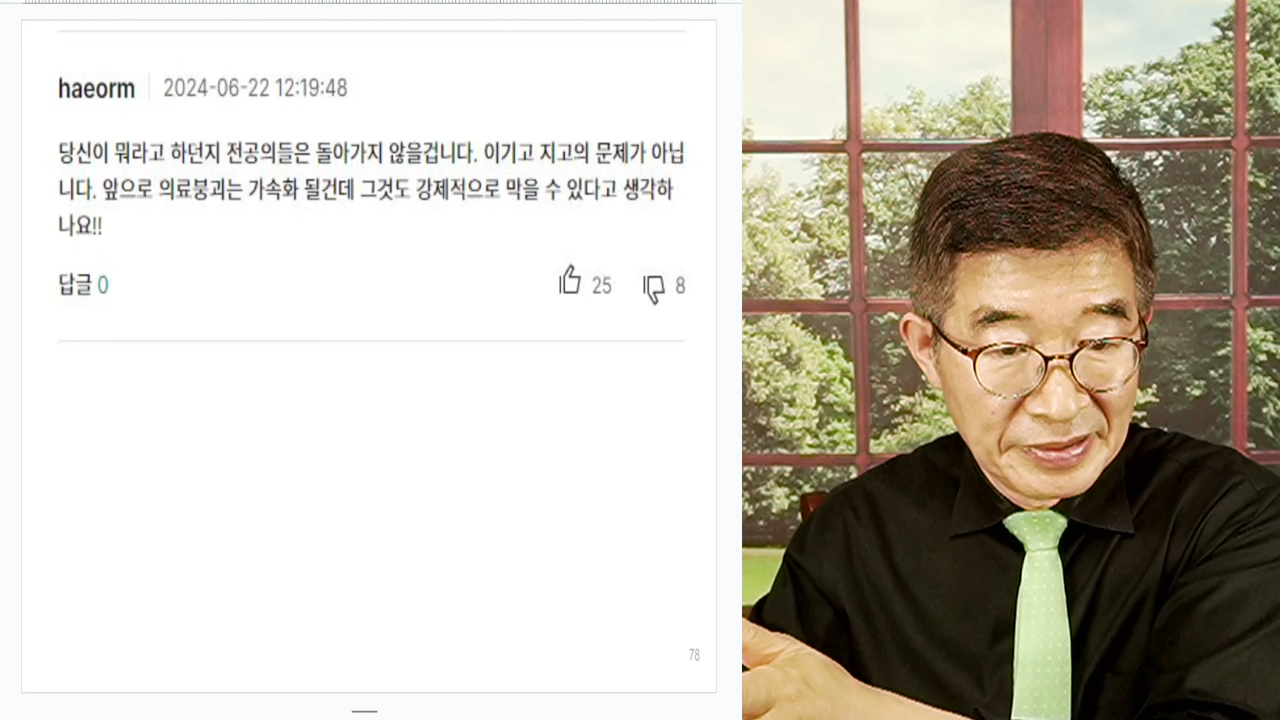 haeorm 2024-06-22 12:19:48
당신이 뭐라고 하던지 전공의들은 돌아가지 않을겁니다. 이기고 지고의 문제가 아닙
니다. 앞으로 의료붕괴는 가속화 될건데 그것도 강제적으로 막을 수 있다고 생각하
나요!!
답글 0 25 8
78